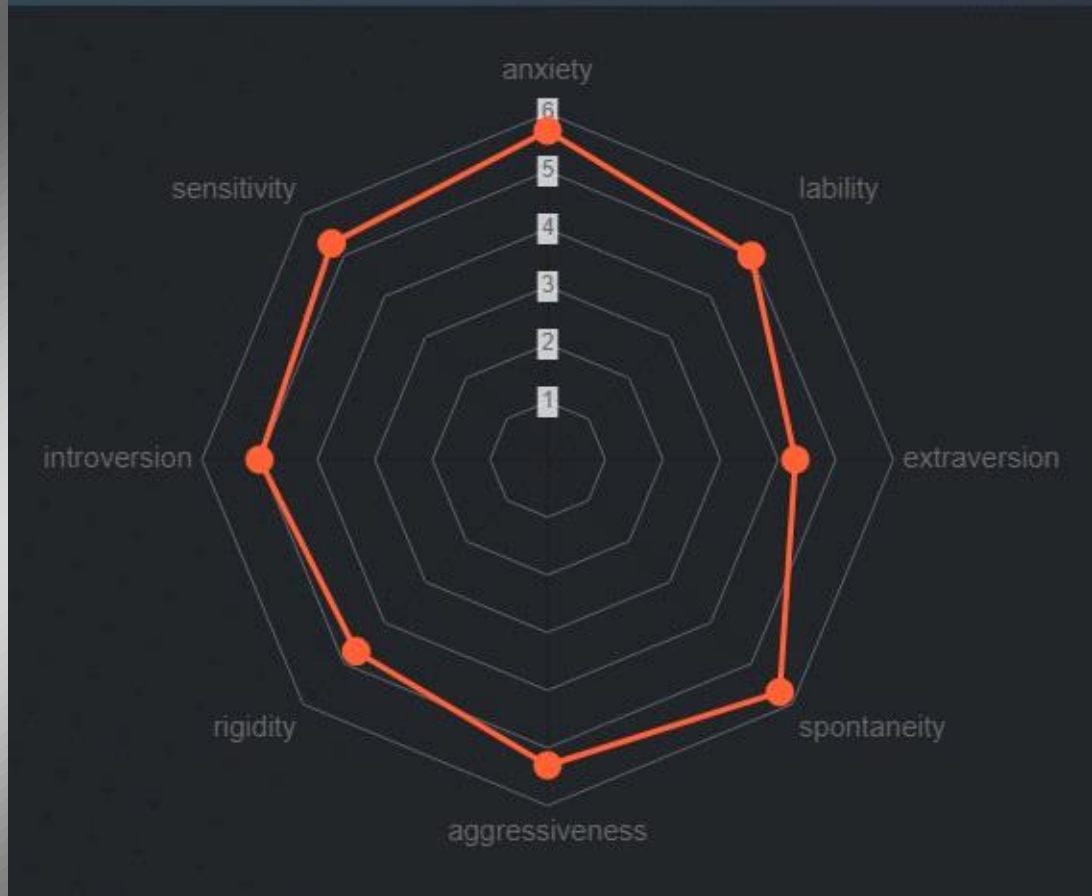 anxiety
6
sensitivity
5
lability
4
3
2
1
introversion
extraversion
rigidity
spontaneity
aggressiveness